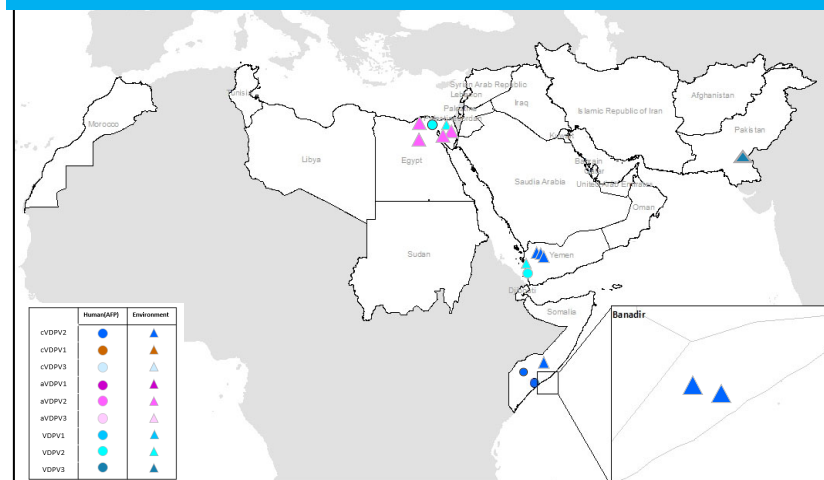 Syrian Arab Republic
Tunisia
Lebanon
Afghanistan
Iraq
Islamic Republic of Iran
Morocco
Pakistan
Kuwait
Egypt
Libya
Bahrain
Qatar
Saudi Arabia
United Arab Emirates
Oman
Sudan
Yemen
Djibouti
Somalia
Banadir
Human(AFP) Environment
cVDPV2
cVDPV1
cVDPV3
aVDPV1
aVDPV2
aVDPV3
VDPV1
VDPV2
VDPV3